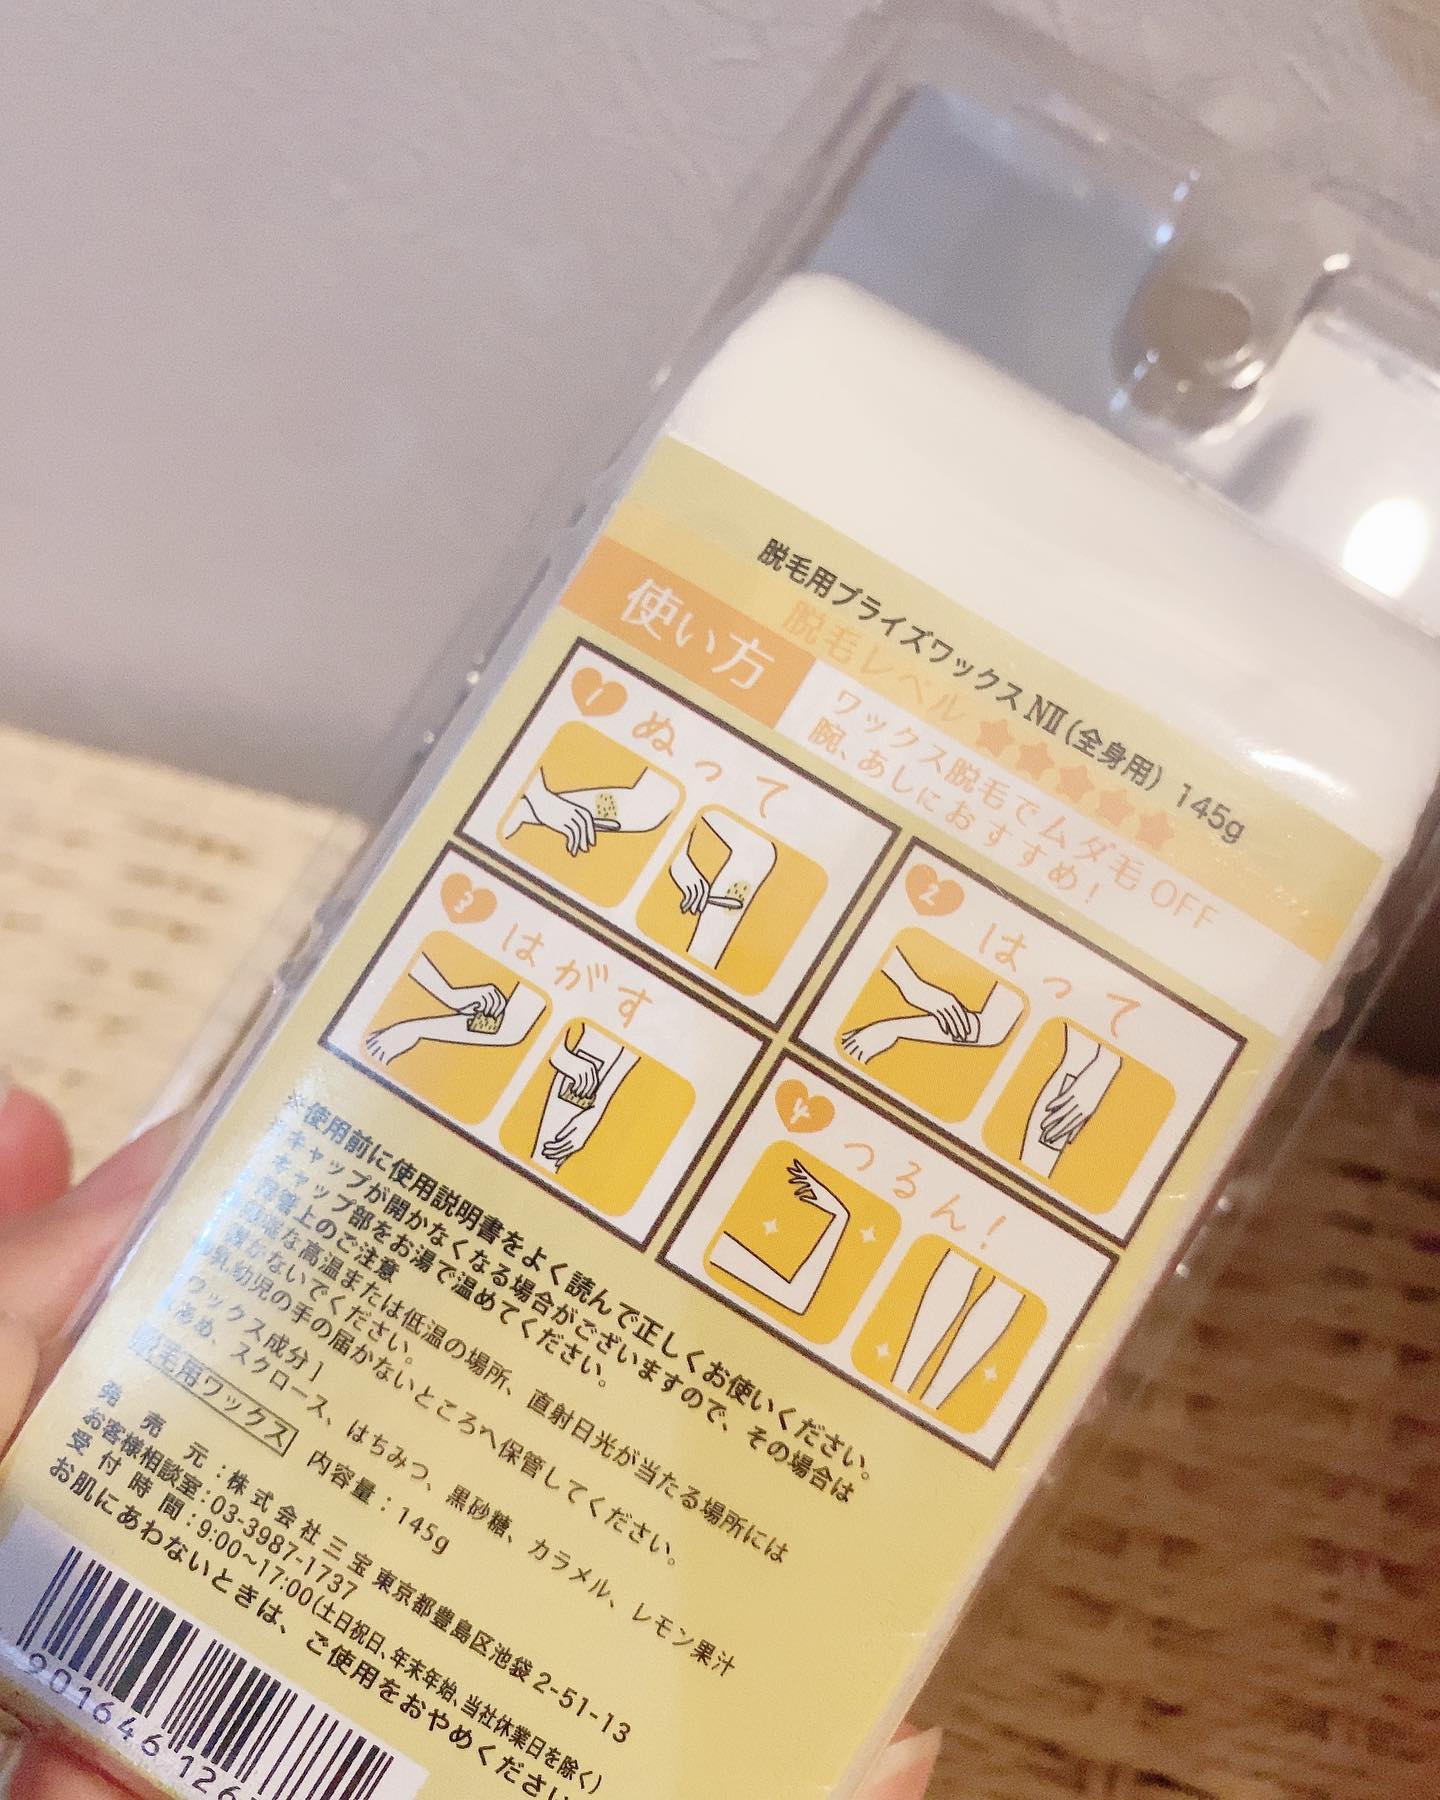 脱毛用ブライズワックスNⅡ(全身用) 145g
脱毛レベル ★★★★★
使い方
ワックス脱毛でムダ毛 OFF
腕、あしにおすすめ!
1 ぬって
2 はって
3 はがす
4 つるん!
※使用前に使用説明書をよく読んで正しくお使いください。
キャップが開かなくなる場合がございますので、その場合は
キャップ部をお湯で温めてください。
保管上のご注意
な高温または低温の場所、直射日光が当たる場所には
かないでください。
乳幼児の手の届かないところへ保管してください。
ワックス成分]
あめ、スクロース、はちみつ、黒砂糖、カラメル、レモン果汁
脱毛用ワックス 内容量:145g
発売元:株式会社三宝 東京都豊島区池袋 2-51-13
お客様相談室:03-3987-1737
受付時間:9:00~17:00(土日祝日、年末年始、当社休業日を除く)
お肌にあわないときは、ご使用をおやめください
901646126